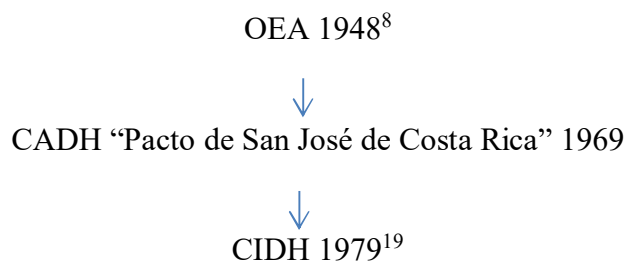 OEA 1948⁸
CADH “Pacto de San José de Costa Rica” 1969
CIDH 1979¹⁹